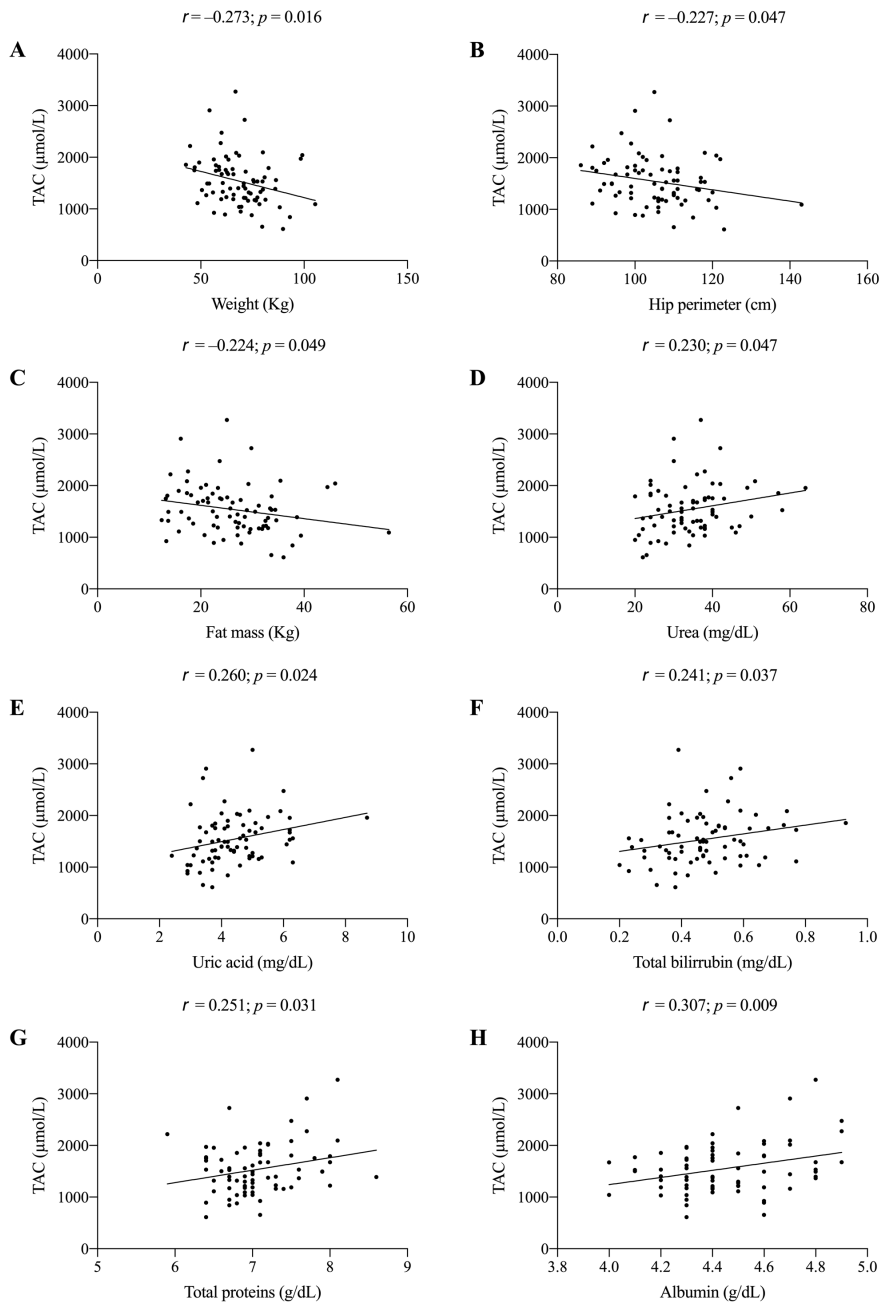 r = –0.273; p = 0.016
A
4000
3000
2000
1000
0
TAC (µmol/L)
0 50 100 150
Weight (Kg)
r = –0.227; p = 0.047
B
4000
3000
2000
1000
0
TAC (µmol/L)
80 100 120 140 160
Hip perimeter (cm)
r = –0.224; p = 0.049
C
4000
3000
2000
1000
0
TAC (µmol/L)
0 20 40 60
Fat mass (Kg)
r = 0.230; p = 0.047
D
4000
3000
2000
1000
0
TAC (µmol/L)
0 20 40 60 80
Urea (mg/dL)
r = 0.260; p = 0.024
E
4000
3000
2000
1000
0
TAC (µmol/L)
0 2 4 6 8 10
Uric acid (mg/dL)
r = 0.241; p = 0.037
F
4000
3000
2000
1000
0
TAC (µmol/L)
0.0 0.2 0.4 0.6 0.8 1.0
Total bilirrubin (mg/dL)
r = 0.251; p = 0.031
G
4000
3000
2000
1000
0
TAC (µmol/L)
5 6 7 8 9
Total proteins (g/dL)
r = 0.307; p = 0.009
H
4000
3000
2000
1000
0
TAC (µmol/L)
3.8 4.0 4.2 4.4 4.6 4.8 5.0
Albumin (g/dL)